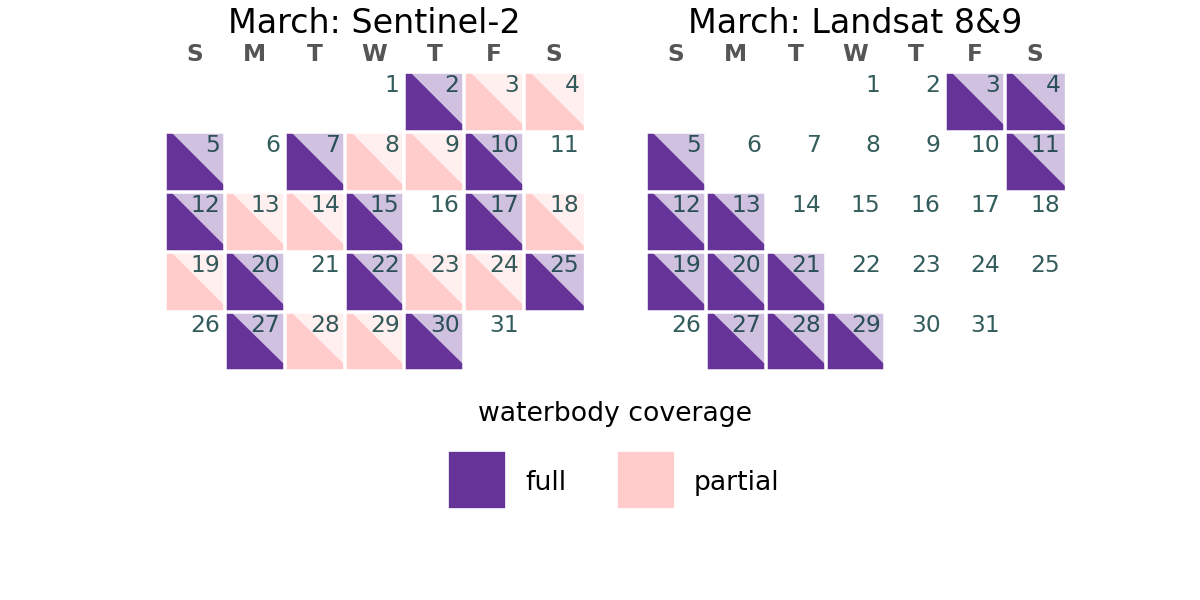 March: Sentinel-2
S M T W T F S
1 2 3 4
5 6 7 8 9 10 11
12 13 14 15 16 17 18
19 20 21 22 23 24 25
26 27 28 29 30 31
March: Landsat 8&9
S M T W T F S
1 2 3 4
5 6 7 8 9 10 11
12 13 14 15 16 17 18
19 20 21 22 23 24 25
26 27 28 29 30 31
waterbody coverage
full
partial